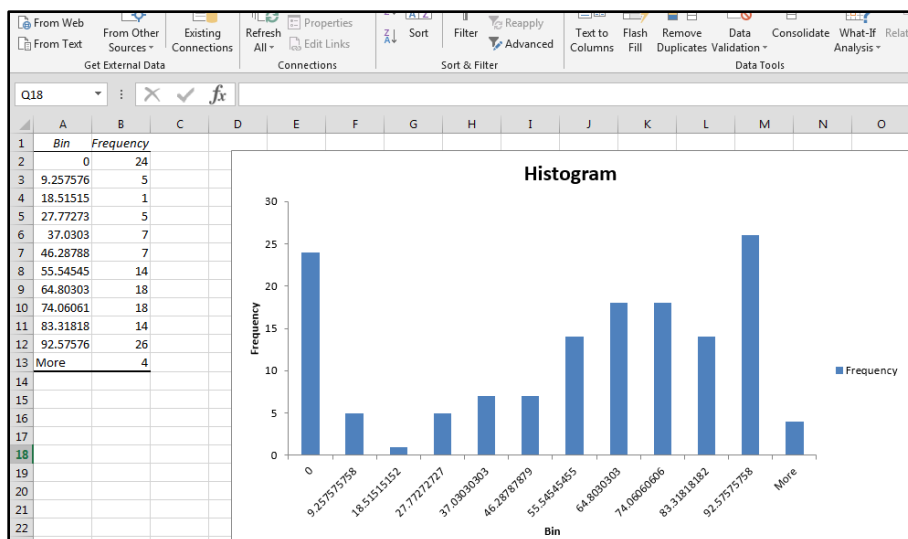 From Web
From Text
From Other
Sources
Existing
Connections
Get External Data
Refresh
All
Properties
Edit Links
Connections
Sort
Filter
Reapply
Advanced
Sort & Filter
Text to
Columns
Flash
Fill
Remove
Duplicates
Data
Validation
Consolidate
What-If
Analysis
Data Tools
Q18
fx
A B C D E F G H I J K L M N O
1 Bin Frequency
2 0 24
3 9.257576 5
4 18.51515 1
5 27.77273 5
6 37.0303 7
7 46.28788 7
8 55.54545 14
9 64.80303 18
10 74.06061 18
11 83.31818 14
12 92.57576 26
13 More 4
14
15
16
17
18
19
20
21
22
Histogram
Frequency
30
25
20
15
10
5
0
0
9.257575758
18.51515152
27.77272727
37.03030303
46.28787879
55.54545455
64.8030303
74.06060606
83.31818182
92.57575758
More
Bin
Frequency